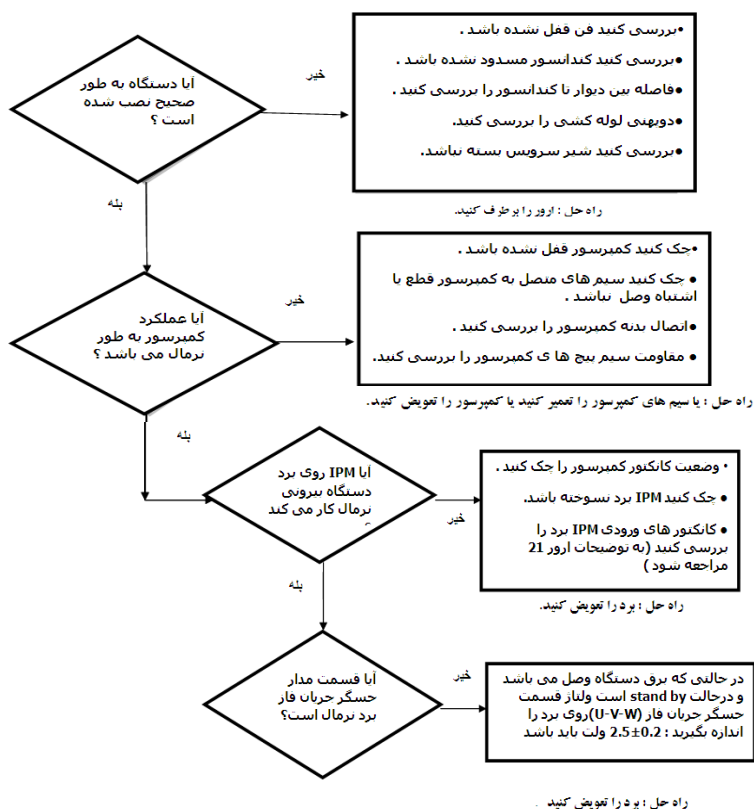 آیا دستگاه به طور
صحیح نصب شده
است ؟
خیر
•بررسی کنید فن قفل نشده باشد .
●بررسی کنید کندانسور مسدود نشده باشد .
●فاصله بین دیوار تا کندانسور را بررسی کنید .
●دوپهنی لوله کشی را بررسی کنید.
●بررسی کنید شیر سرویس بسته نباشد.
راه حل : ارور را برطرف کنید.
بله
آیا عملکرد
کمپرسور به طور
نرمال می باشد ؟
خیر
•چک کنید کمپرسور قفل نشده باشد .
● چک کنید سیم های متصل به کمپرسور قطع یا
اشتباه وصل نباشد .
●اتصال بدنه کمپرسور را بررسی کنید .
● مقاومت سیم پیچ ها ی کمپرسور را بررسی کنید.
راه حل : یا سیم های کمپرسور را تعمیر کنید یا کمپرسور را تعویض کنید.
بله
آیا IPM روی برد
دستگاه بیرونی
نرمال کار می کند
؟
خیر
• وضعیت کانکتور کمپرسور را چک کنید .
● چک کنید IPM برد نسوخته باشد.
● کانکتور های ورودی IPM برد را
بررسی کنید (به توضیحات ارور 21
مراجعه شود )
راه حل : برد را تعویض کنید.
بله
آیا قسمت مدار
حسگر جریان فاز
برد نرمال است؟
خیر
در حالتی که برق دستگاه وصل می باشد
و درحالت stand by است ولتاژ قسمت
حسگر جریان فاز (U-V-W)روی برد را
اندازه بگیرید : 2.5±0.2 ولت باید باشد
راه حل : برد را تعویض کنید .